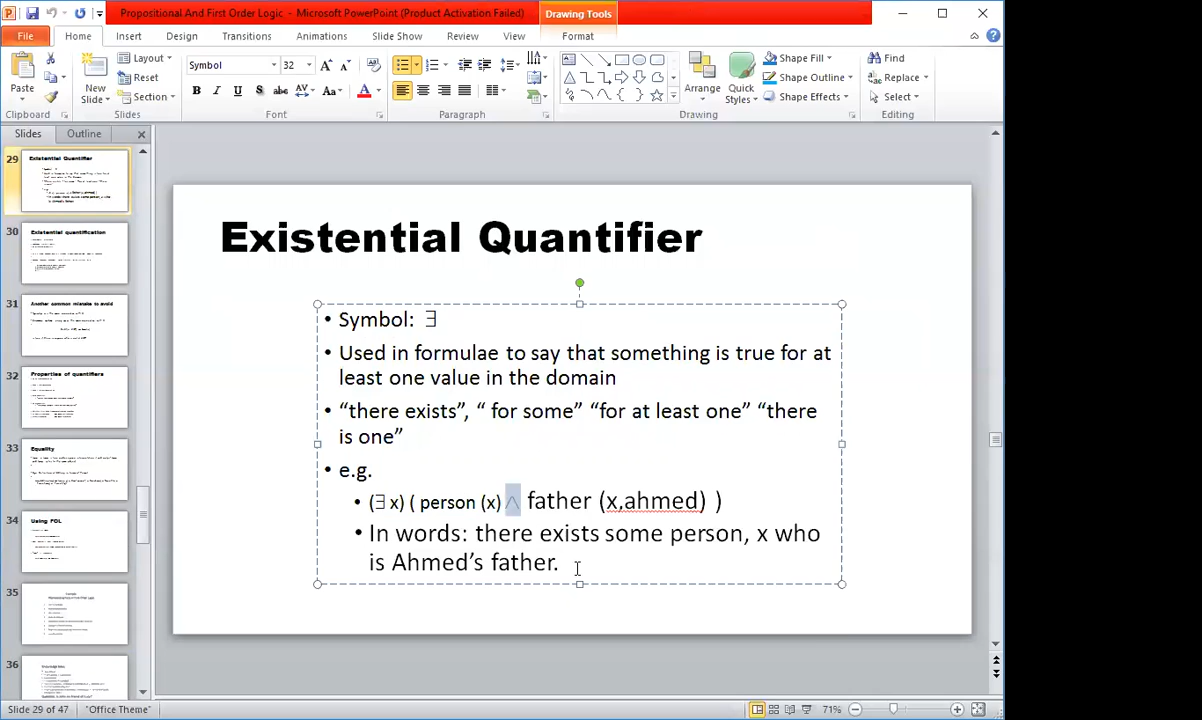 Propositional And First Order Logic - Microsoft PowerPoint (Product Activation Failed)
Drawing Tools
File Home Insert Design Transitions Animations Slide Show Review View Format
Paste
Clipboard
New
Slide
Layout
Reset
Section
Slides
Symbol 32
B I U S abc AV Aa A
Font
Paragraph
Arrange
Quick
Styles
Shape Fill
Shape Outline
Shape Effects
Drawing
Find
Replace
Select
Editing
Slides Outline
29
Existential Quantifier
30
Existential quantification
31
Another common mistake to avoid
32
Properties of quantifiers
33
Equality
34
Using FOL
35
36
Existential Quantifier
• Symbol: ∃
• Used in formulae to say that something is true for at
least one value in the domain
• “there exists”, “ for some” “for at least one” “there
is one”
• e.g.
• (∃ x) ( person (x) ∧ father (x,ahmed) )
• In words: there exists some person, x who
is Ahmed’s father.
Slide 29 of 47 "Office Theme" 71%